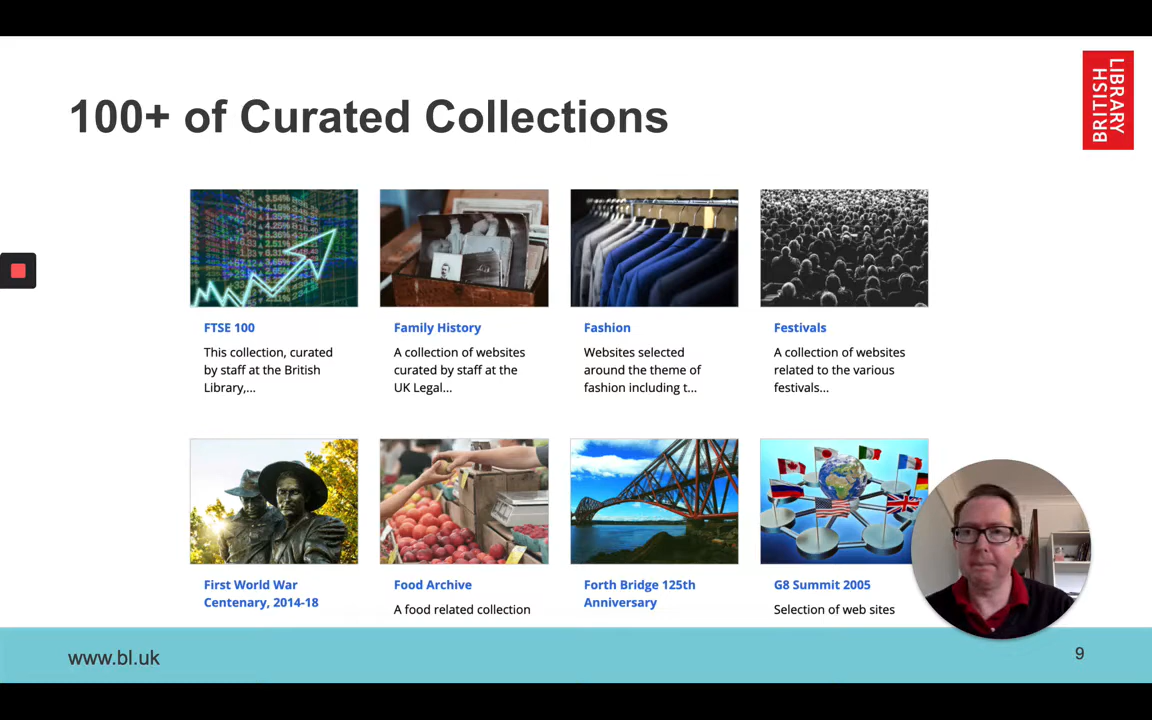 100+ of Curated Collections
BRITISH
LIBRARY
FTSE 100
This collection, curated
by staff at the British
Library,...
Family History
A collection of websites
curated by staff at the
UK Legal...
Fashion
Websites selected
around the theme of
fashion including t...
Festivals
A collection of websites
related to the various
festivals...
First World War
Centenary, 2014-18
Food Archive
A food related collection
Forth Bridge 125th
Anniversary
G8 Summit 2005
Selection of web sites
www.bl.uk
9